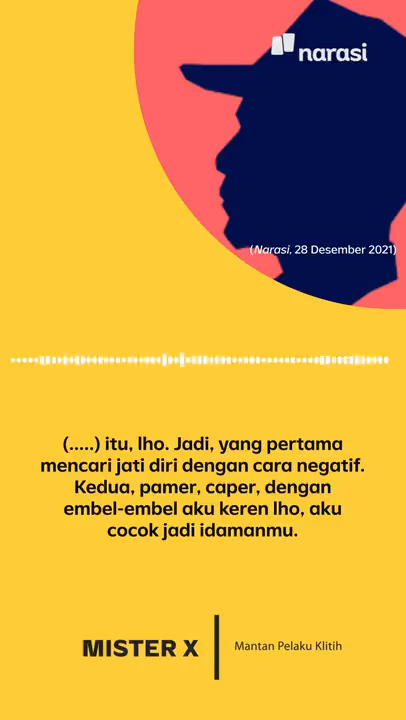 narasi
(Narasi, 28 Desember 2021)
(.....) itu, lho. Jadi, yang pertama
mencari jati diri dengan cara negatif.
Kedua, pamer, caper, dengan
embel-embel aku keren lho, aku
cocok jadi idamanmu.
MISTER X
Mantan Pelaku Klitih